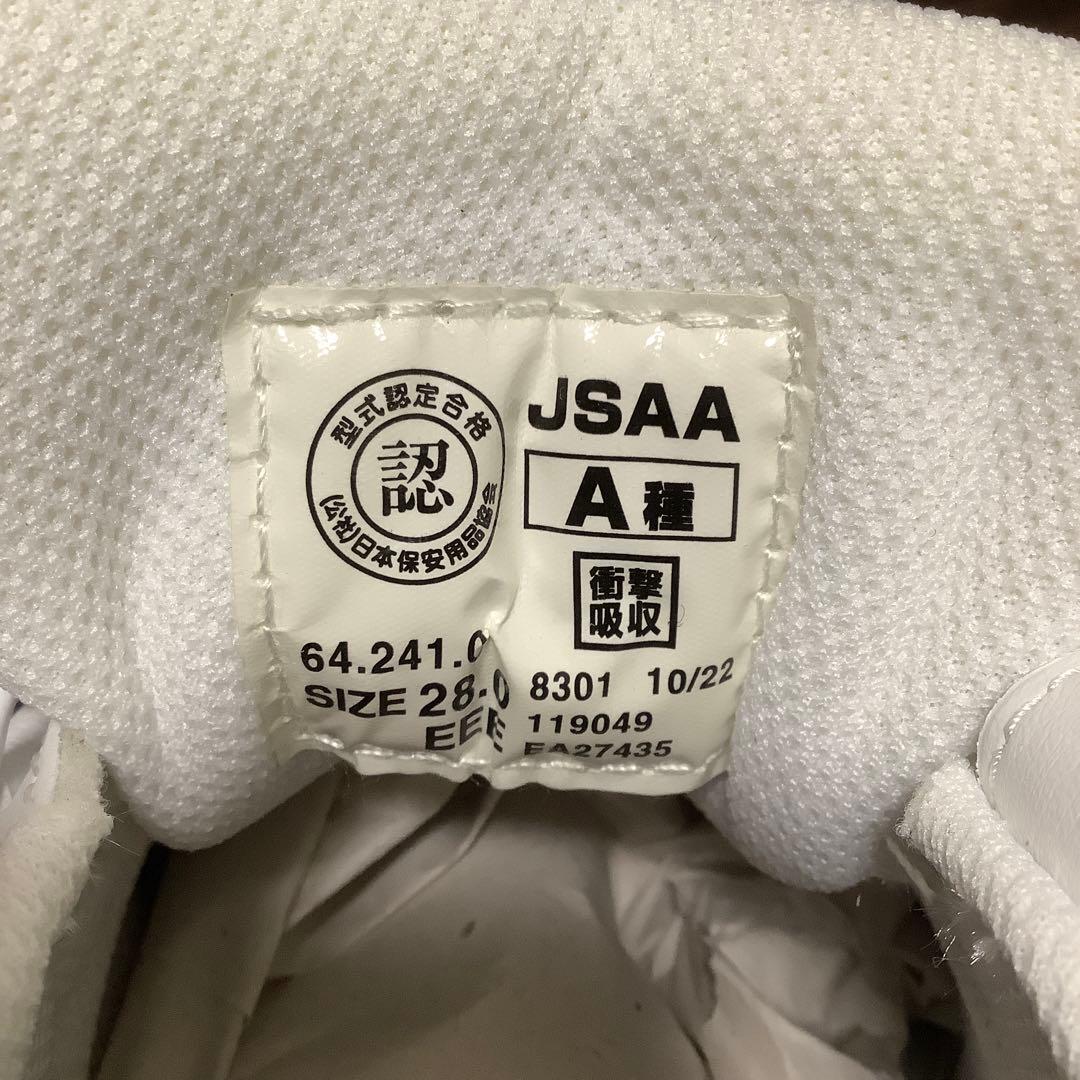 型式認定合格
認
(公社)日本保安用品協会
JSAA
A種
衝撃
吸収
64.241.0
SIZE 28.0
EEE
8301 10/22
119049
EA27435